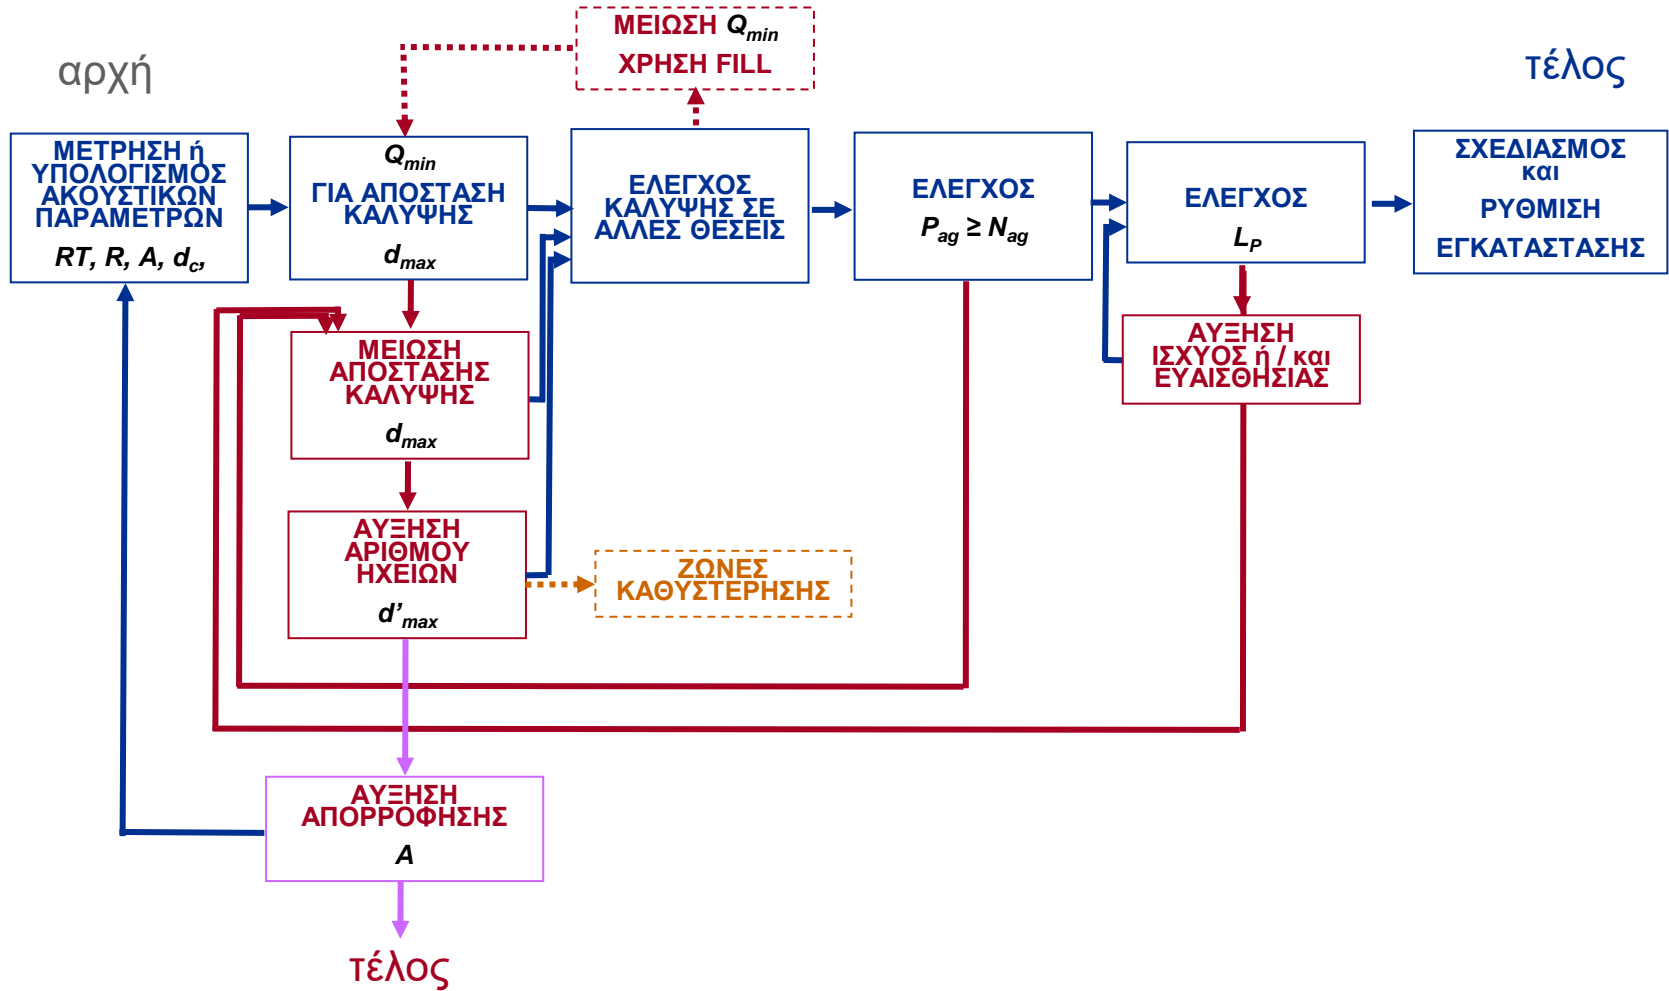 αρχή
τέλος
ΜΕΙΩΣΗ Qmin
ΧΡΗΣΗ FILL
ΜΕΤΡΗΣΗ ή
ΥΠΟΛΟΓΙΣΜΟΣ
ΑΚΟΥΣΤΙΚΩΝ
ΠΑΡΑΜΕΤΡΩΝ
RT, R, A, dc,
Qmin
ΓΙΑ ΑΠΟΣΤΑΣΗ
ΚΑΛΥΨΗΣ
dmax
ΕΛΕΓΧΟΣ
ΚΑΛΥΨΗΣ ΣΕ
ΑΛΛΕΣ ΘΕΣΕΙΣ
ΕΛΕΓΧΟΣ
Pag ≥ Nag
ΕΛΕΓΧΟΣ
LP
ΣΧΕΔΙΑΣΜΟΣ
και
ΡΥΘΜΙΣΗ
ΕΓΚΑΤΑΣΤΑΣΗΣ
ΜΕΙΩΣΗ
ΑΠΟΣΤΑΣΗΣ
ΚΑΛΥΨΗΣ
dmax
ΑΥΞΗΣΗ
ΙΣΧΥΟΣ ή / και
ΕΥΑΙΣΘΗΣΙΑΣ
ΑΥΞΗΣΗ
ΑΡΙΘΜΟΥ
ΗΧΕΙΩΝ
d’max
ΖΩΝΕΣ
ΚΑΘΥΣΤΕΡΗΣΗΣ
ΑΥΞΗΣΗ
ΑΠΟΡΡΟΦΗΣΗΣ
A
τέλος